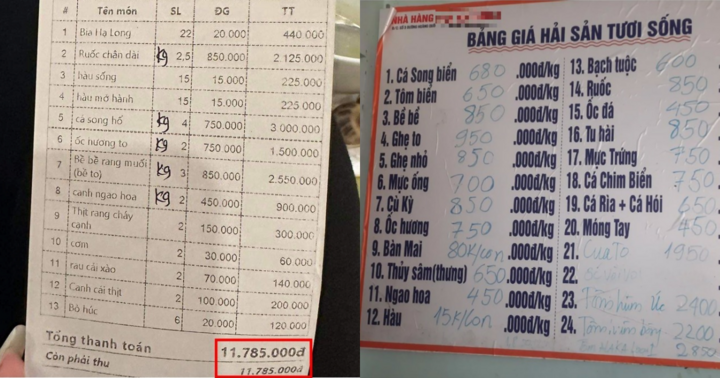 # Tên món SL ĐG TT
1 Bia Hạ Long 22 20.000 440.000
2 Ruốc chân dài kg 2,5 850.000 2.125.000
3 hàu sống 15 15.000 225.000
4 hàu mỡ hành 15 15.000 225.000
5 cá song hổ kg 4 750.000 3.000.000
6 ốc hương to kg 2 750.000 1.500.000
7 Bề bề rang muối (bề to) kg 3 850.000 2.550.000
8 canh ngao hoa kg 2 450.000 900.000
9 Thịt rang cháy cạnh 2 150.000 300.000
10 cơm 2 30.000 60.000
11 rau cải xào 2 70.000 140.000
12 Canh cải thịt 2 100.000 200.000
13 Bò húc 6 20.000 120.000
Tổng thanh toán 11.785.000đ
Còn phải thu 11.785.000đ
NHÀ HÀNG
BẢNG GIÁ HẢI SẢN TƯƠI SỐNG
1. Cá Song biển 680 .000đ/kg
2. Tôm biển 650 .000đ/kg
3. Bề bề 850 .000đ/kg
4. Ghẹ to 950 .000đ/kg
5. Ghẹ nhỏ 850 .000đ/kg
6. Mực ống 700 .000đ/kg
7. Cù Kỳ 850 .000đ/kg
8. Ốc hương 750 .000đ/kg
9. Bàn Mai 80K/con .000đ/kg
10. Thủy sâm(thưng) 650 .000đ/kg
11. Ngao hoa 450 .000đ/kg
12. Hàu 15K/con .000đ/kg
13. Bạch tuộc 600
14. Ruốc 850
15. Ốc đá 450
16. Tu hài 850
17. Mực Trứng 750
18. Cá Chim Biển 750
19. Cá Rìa + Cá Hói 650
20. Móng Tay 450
21. Cua To 1950
22.
23. Tôm hùm Úc 2400
24. Tôm 2200
2850